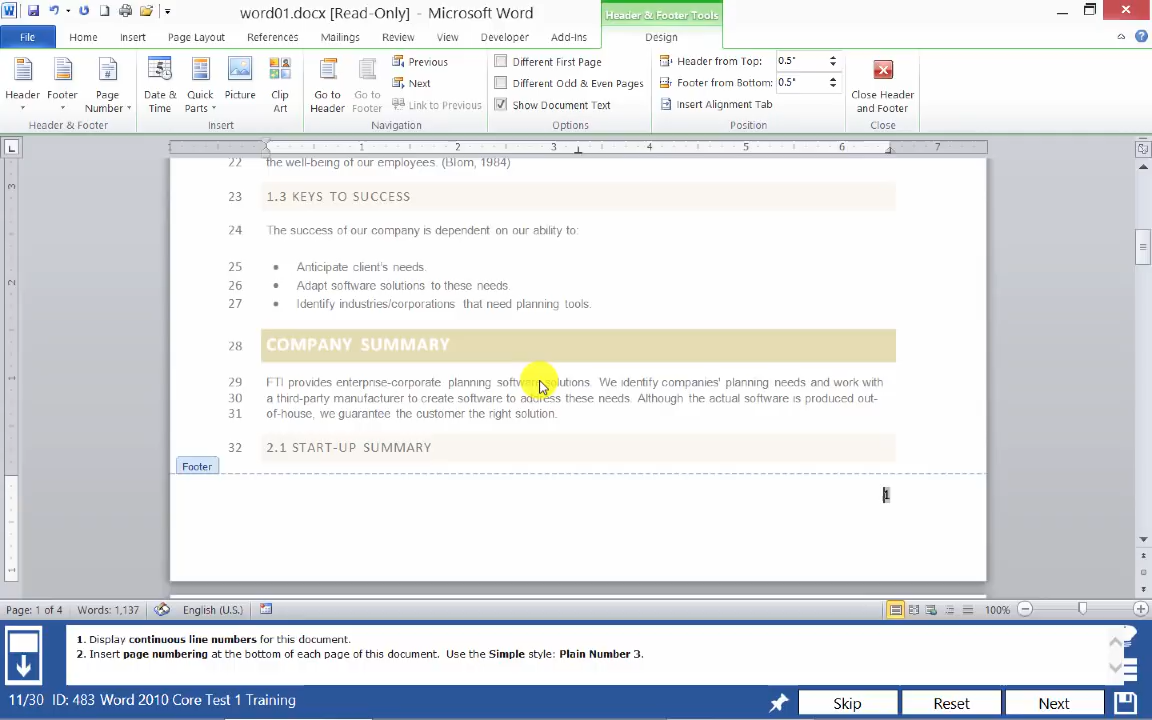 word01.docx [Read-Only] - Microsoft Word
Header & Footer Tools
File Home Insert Page Layout References Mailings Review View Developer Add-Ins Design
Header Footer Page Number
Header & Footer
Date & Time Quick Parts Picture Clip Art
Insert
Go to Header Go to Footer Previous Next Link to Previous
Navigation
Different First Page
Different Odd & Even Pages
Show Document Text
Options
Header from Top: 0.5"
Footer from Bottom: 0.5"
Insert Alignment Tab
Position
Close Header and Footer
Close
1 1 2 3 4 5 6 7
22 the well-being of our employees. (Blom, 1984)
23 1.3 KEYS TO SUCCESS
24 The success of our company is dependent on our ability to:
25 • Anticipate client's needs.
26 • Adapt software solutions to these needs.
27 • Identify industries/corporations that need planning tools.
28 COMPANY SUMMARY
29 FTI provides enterprise-corporate planning software solutions. We identify companies' planning needs and work with
30 a third-party manufacturer to create software to address these needs. Although the actual software is produced out-
31 of-house, we guarantee the customer the right solution.
32 2.1 START-UP SUMMARY
Footer
1
Page: 1 of 4 Words: 1,137 English (U.S.) 100%
1. Display continuous line numbers for this document.
2. Insert page numbering at the bottom of each page of this document. Use the Simple style: Plain Number 3.
11/30 ID: 483 Word 2010 Core Test 1 Training Skip Reset Next